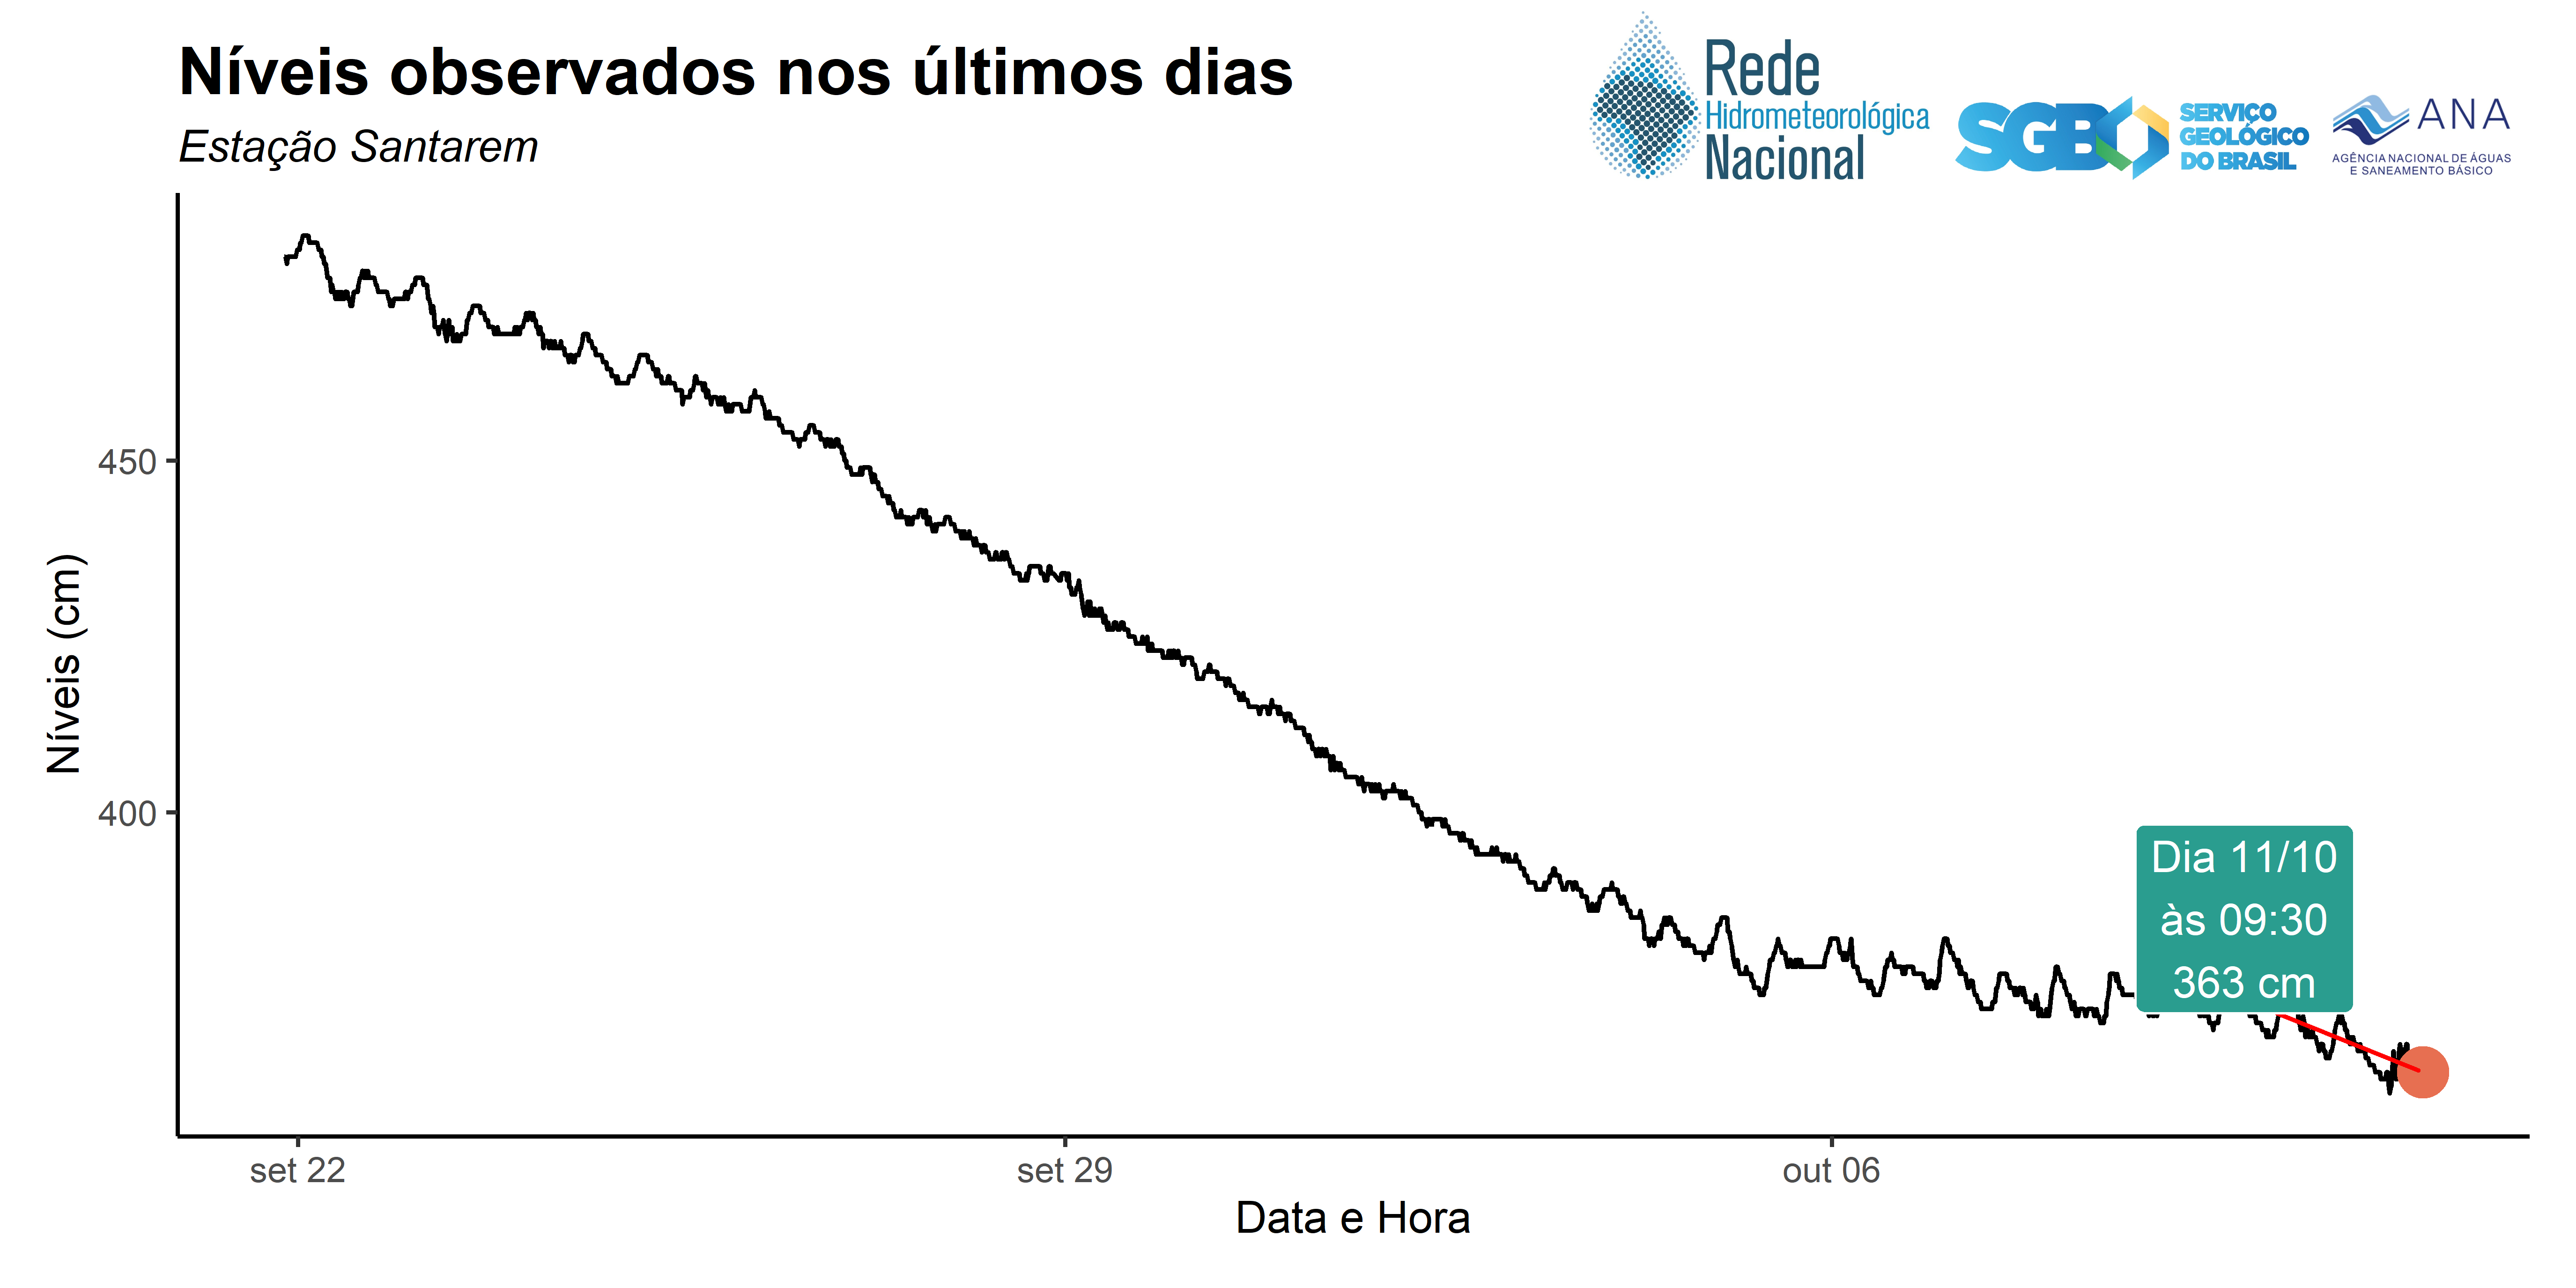 Níveis observados nos últimos dias
Estação Santarem
Rede
Hidrometeorológica
Nacional
SGB
SERVIÇO
GEOLÓGICO
DO BRASIL
ANA
AGÊNCIA NACIONAL DE ÁGUAS
E SANEAMENTO BÁSICO
Níveis (cm)
450
400
Dia 11/10
às 09:30
363 cm
set 22
set 29
out 06
Data e Hora